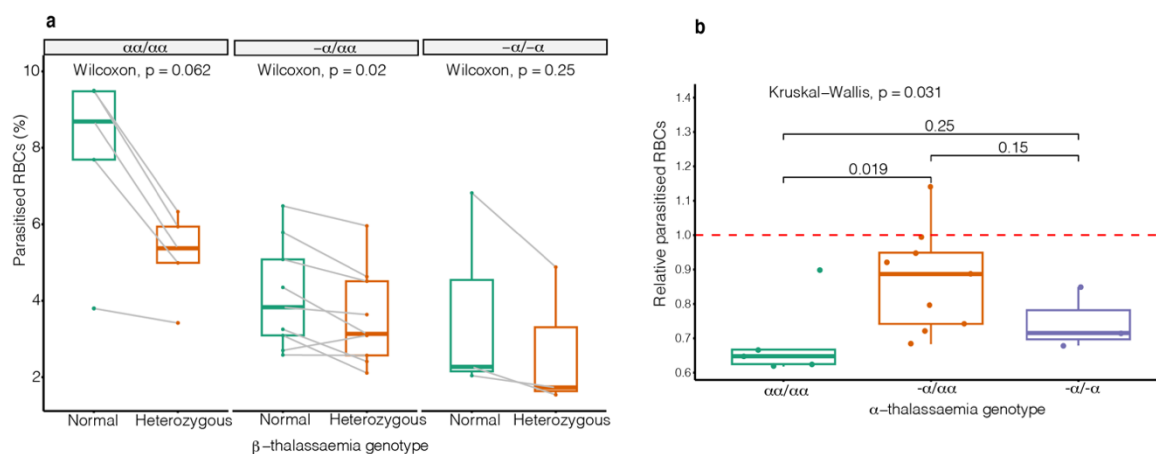 a
αα/αα
-α/αα
-α/-α
Wilcoxon, p = 0.062
Wilcoxon, p = 0.02
Wilcoxon, p = 0.25
Parasitised RBCs (%)
10
8
6
4
2
Normal
Heterozygous
Normal
Heterozygous
Normal
Heterozygous
β-thalassaemia genotype
b
Kruskal-Wallis, p = 0.031
0.25
0.15
0.019
Relative parasitised RBCs
1.4
1.3
1.2
1.1
1.0
0.9
0.8
0.7
0.6
αα/αα
-α/αα
-α/-α
α-thalassaemia genotype